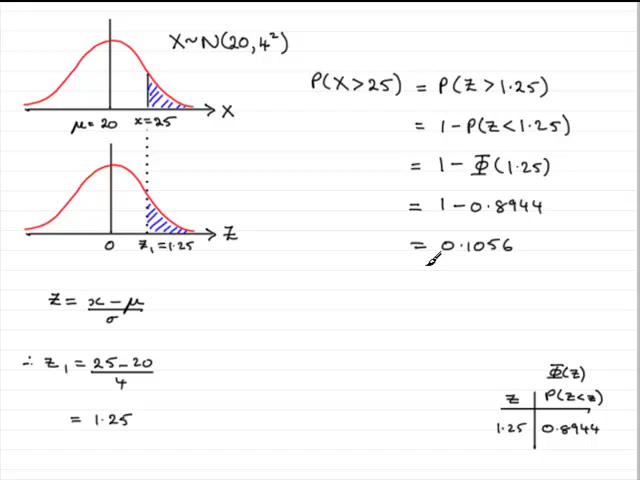 X~N(20,4²)
X
μ=20 x=25
Z
0 z₁=1.25
P(X>25) = P(Z>1.25)
= 1-P(Z<1.25)
= 1-Φ(1.25)
= 1-0.8944
= 0.1056
Z = x-μ
σ
∴ z₁ = 25-20
4
= 1.25
Φ(z)
z P(Z<z)
1.25 0.8944